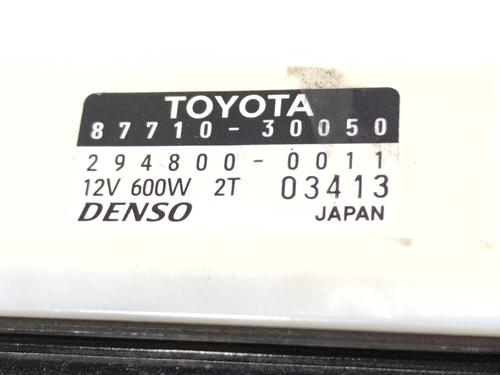 TOYOTA
87710-30050
294800-0011
12V 600W 2T 03413
DENSO JAPAN